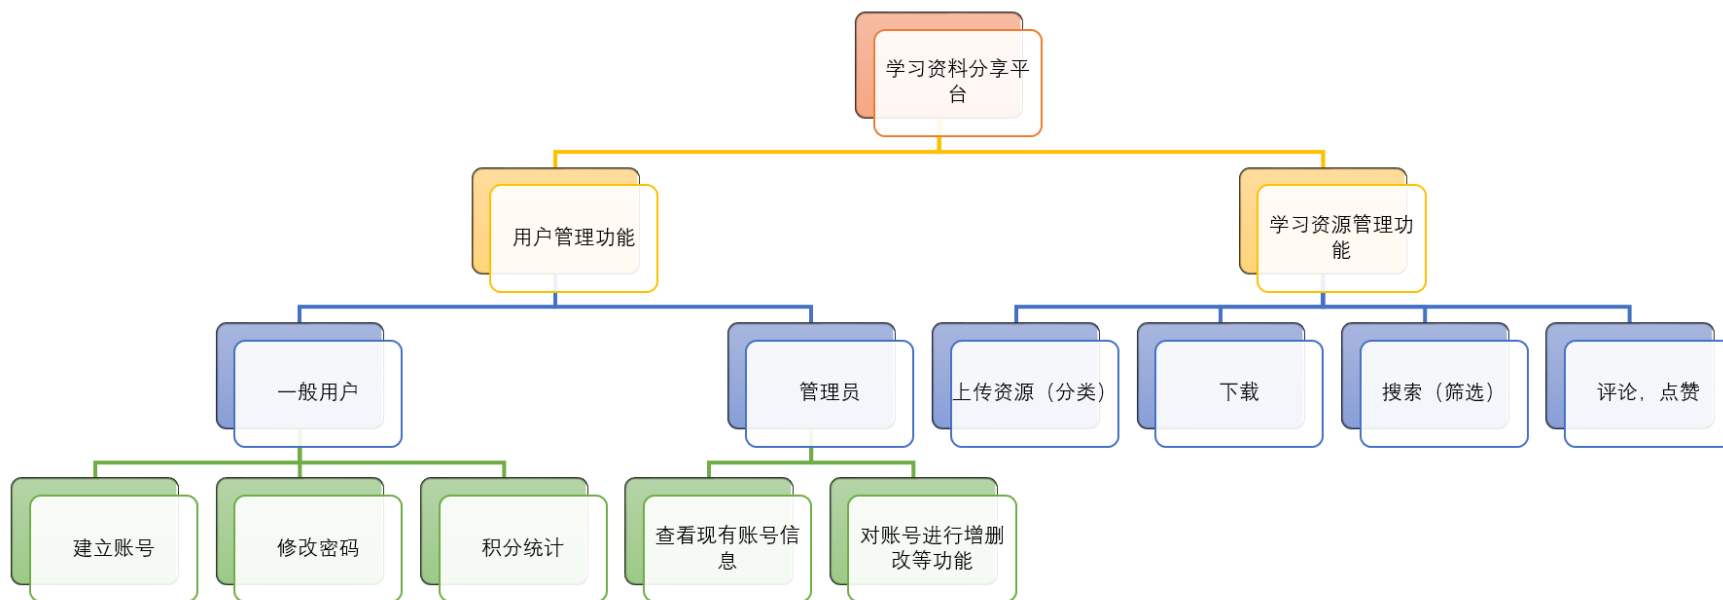 学习资料分享平
台
用户管理功能
学习资源管理功
能
一般用户
管理员
上传资源（分类）
下载
搜索（筛选）
评论，点赞
建立账号
修改密码
积分统计
查看现有账号信
息
对账号进行增删
改等功能